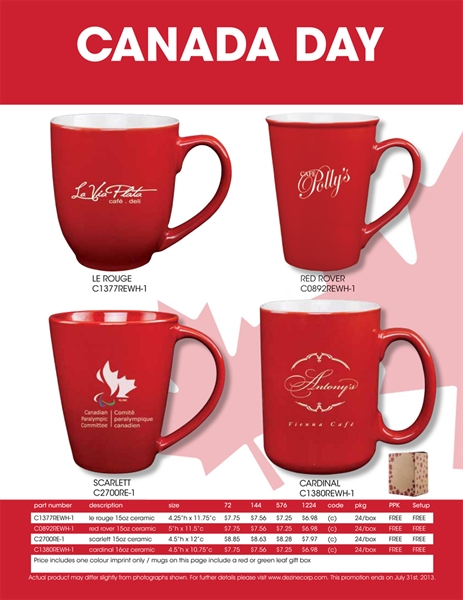 CANADA DAY
La Via Plata
café . deli
CAFÉ
Polly's
LE ROUGE
C1377REWH-1
RED ROVER
C0892REWH-1
Canadian Paralympic Committee
Comité paralympique canadien
Antony's
Vienna Café
SCARLETT
C2700RE-1
CARDINAL
C1380REWH-1
part number description size 72 144 576 1224 code pkg PPK Setup
C1377REWH-1 le rouge 15oz ceramic 4.25"h x 11.75"c $7.75 $7.56 $7.25 $6.98 (c) 24/box FREE FREE
C0892REWH-1 red rover 15oz ceramic 5"h x 11.5"c $7.75 $7.56 $7.25 $6.98 (c) 24/box FREE FREE
C2700RE-1 scarlett 15oz ceramic 4.5"h x 12"c $8.85 $8.63 $8.28 $7.97 (c) 24/box FREE FREE
C1380REWH-1 cardinal 16oz ceramic 4.5"h x 10.75"c $7.75 $7.56 $7.25 $6.98 (c) 24/box FREE FREE
Price includes one colour imprint only / mugs on this page include a red or green leaf gift box
Actual product may differ slightly from photographs shown. For further details please visit www.dezinecorp.com. This promotion ends on July 31st, 2013.